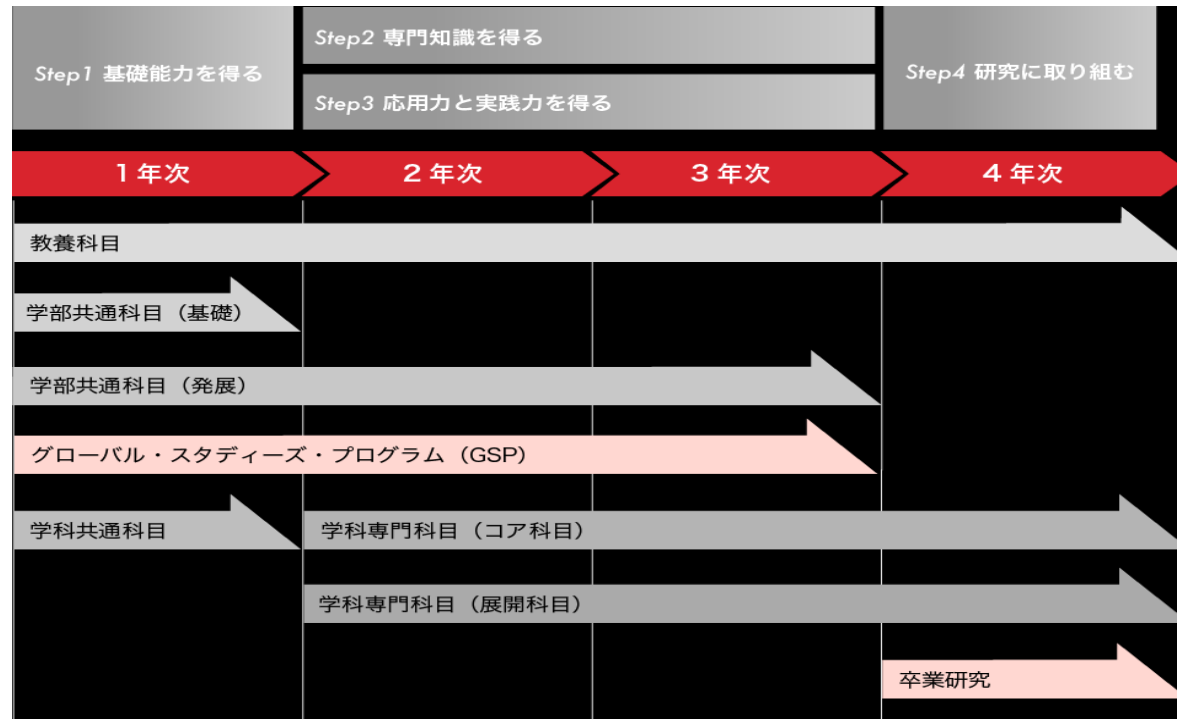 Step1 基礎能力を得る
Step2 専門知識を得る
Step3 応用力と実践力を得る
Step4 研究に取り組む
1年次
2年次
3年次
4年次
教養科目
学部共通科目（基礎）
学部共通科目（発展）
グローバル・スタディーズ・プログラム（GSP）
学科共通科目
学科専門科目（コア科目）
学科専門科目（展開科目）
卒業研究